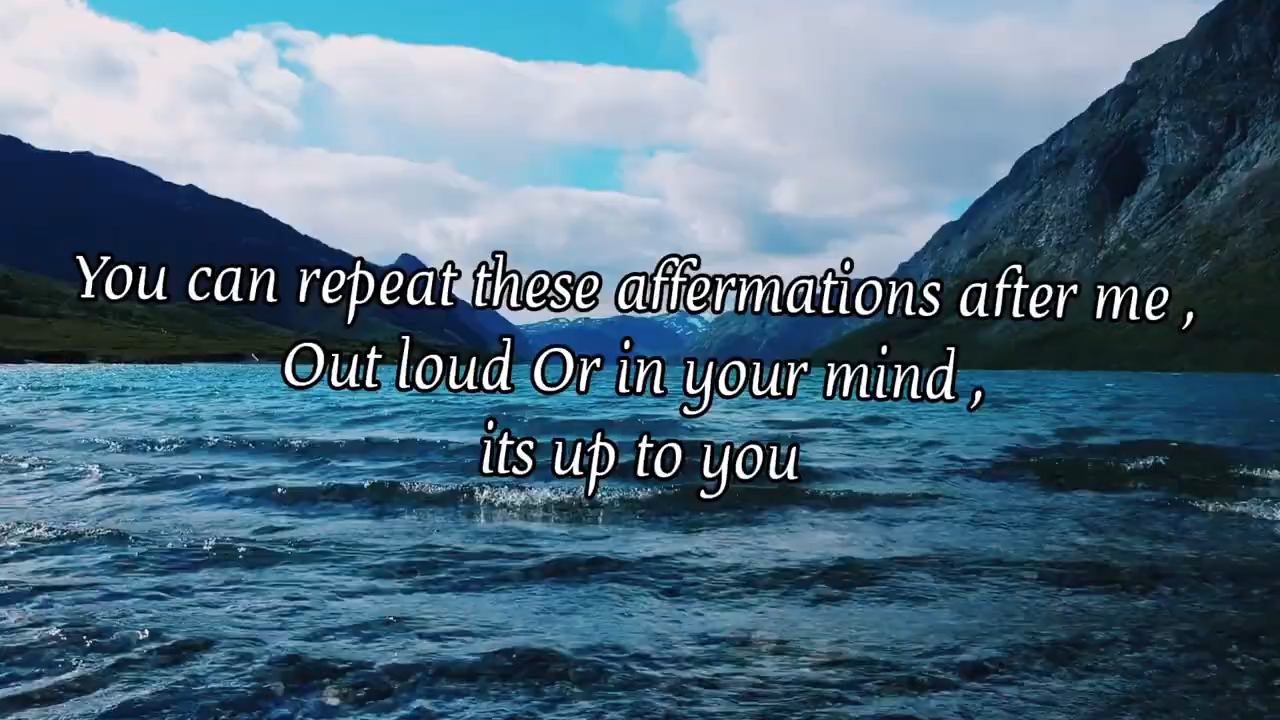 You can repeat these affermations after me ,
Out loud Or in your mind ,
its up to you